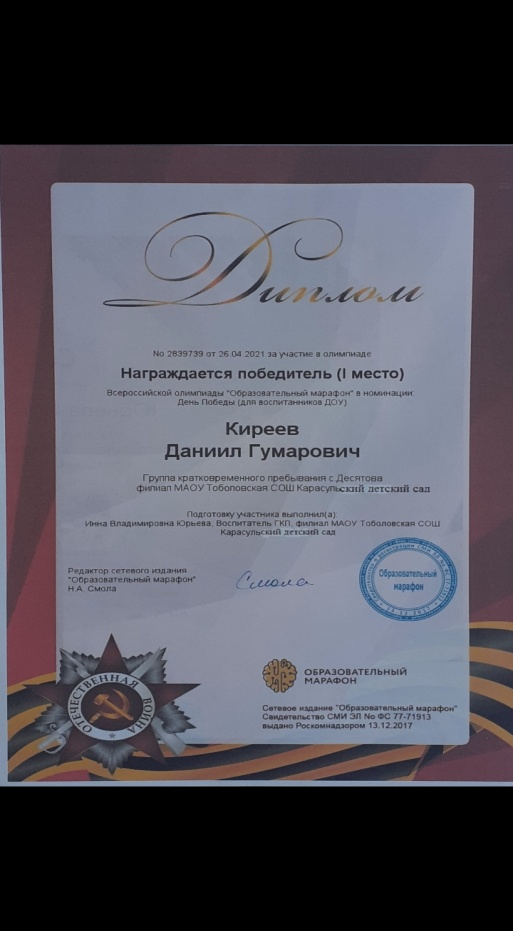 Диплом
No 2839739 от 26.04.2021 за участие в олимпиаде
Награждается победитель (I место)
Всероссийской олимпиады "Образовательный марафон" в номинации:
День Победы (для воспитанников ДОУ)
Киреев
Даниил Гумарович
Группа кратковременного пребывания с.Десятова
филиал МАОУ Тоболовская СОШ Карасульский детский сад
Подготовку участника выполнил(а):
Инна Владимировна Юрьева, Воспитатель ГКП, филиал МАОУ Тоболовская СОШ
Карасульский детский сад
Редактор сетевого издания
"Образовательный марафон"
Н.А. Смола
Смола
Образовательный
марафон
ОТЕЧЕСТВЕННАЯ ВОЙНА
ОБРАЗОВАТЕЛЬНЫЙ
МАРАФОН
Сетевое издание "Образовательный марафон"
Свидетельство СМИ ЭЛ No ФС 77-71913
выдано Роскомнадзором 13.12.2017